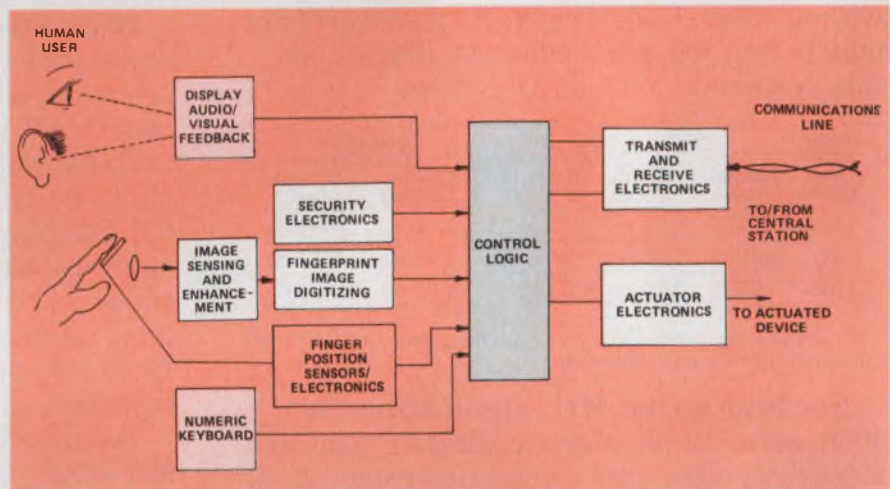 HUMAN
USER
DISPLAY
AUDIO/
VISUAL
FEEDBACK
SECURITY
ELECTRONICS
IMAGE
SENSING
AND
ENHANCE-
MENT
FINGERPRINT
IMAGE
DIGITIZING
FINGER
POSITION
SENSORS/
ELECTRONICS
NUMERIC
KEYBOARD
CONTROL
LOGIC
COMMUNICATIONS
LINE
TRANSMIT
AND
RECEIVE
ELECTRONICS
TO/FROM
CENTRAL
STATION
ACTUATOR
ELECTRONICS
TO ACTUATED
DEVICE